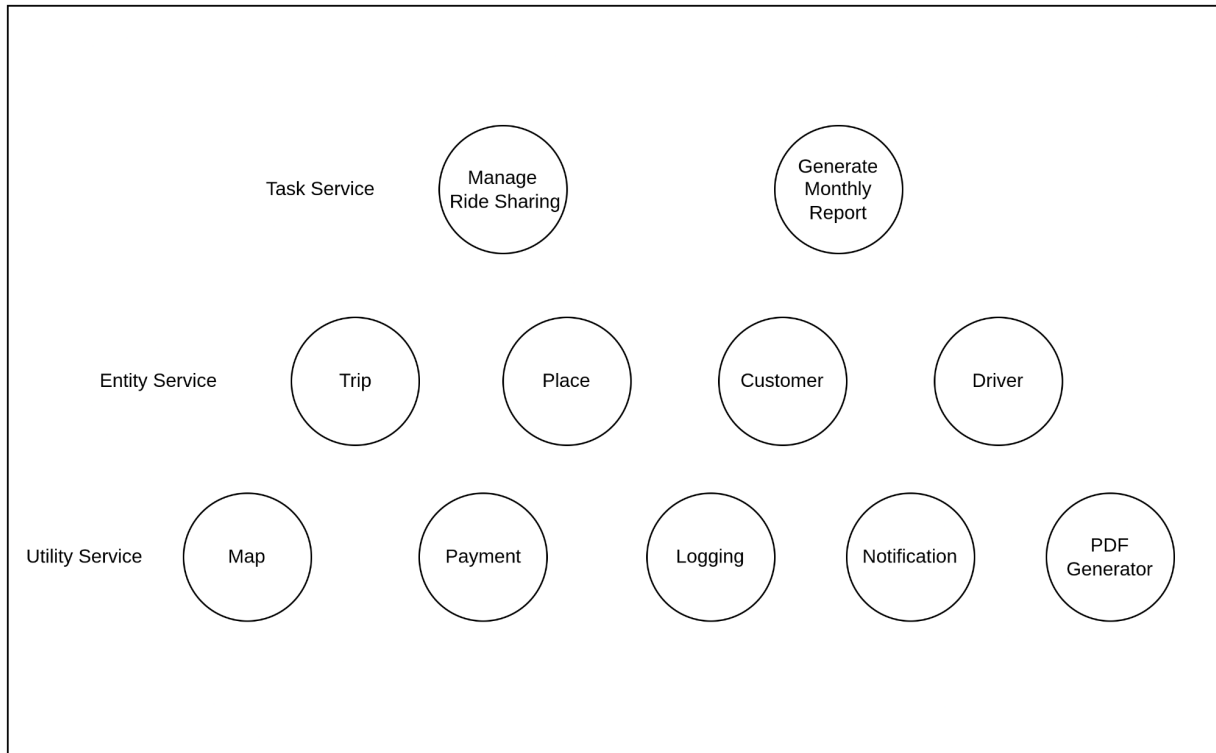 Task Service
Manage
Ride Sharing
Generate
Monthly
Report
Entity Service
Trip
Place
Customer
Driver
Utility Service
Map
Payment
Logging
Notification
PDF
Generator